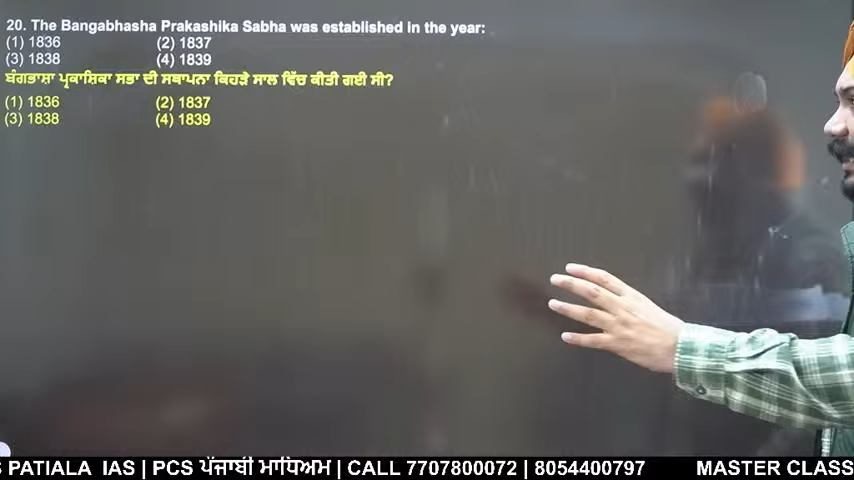 20. The Bangabhasha Prakashika Sabha was established in the year:
(1) 1836 (2) 1837
(3) 1838 (4) 1839
ਬੰਗਭਾਸ਼ਾ ਪ੍ਰਕਾਸ਼ਿਕਾ ਸਭਾ ਦੀ ਸਥਾਪਨਾ ਕਿਹੜੇ ਸਾਲ ਵਿੱਚ ਕੀਤੀ ਗਈ ਸੀ?
(1) 1836 (2) 1837
(3) 1838 (4) 1839
S PATIALA IAS | PCS ਪੰਜਾਬੀ ਮਾਧਿਅਮ | CALL 7707800072 | 8054400797 MASTER CLASS